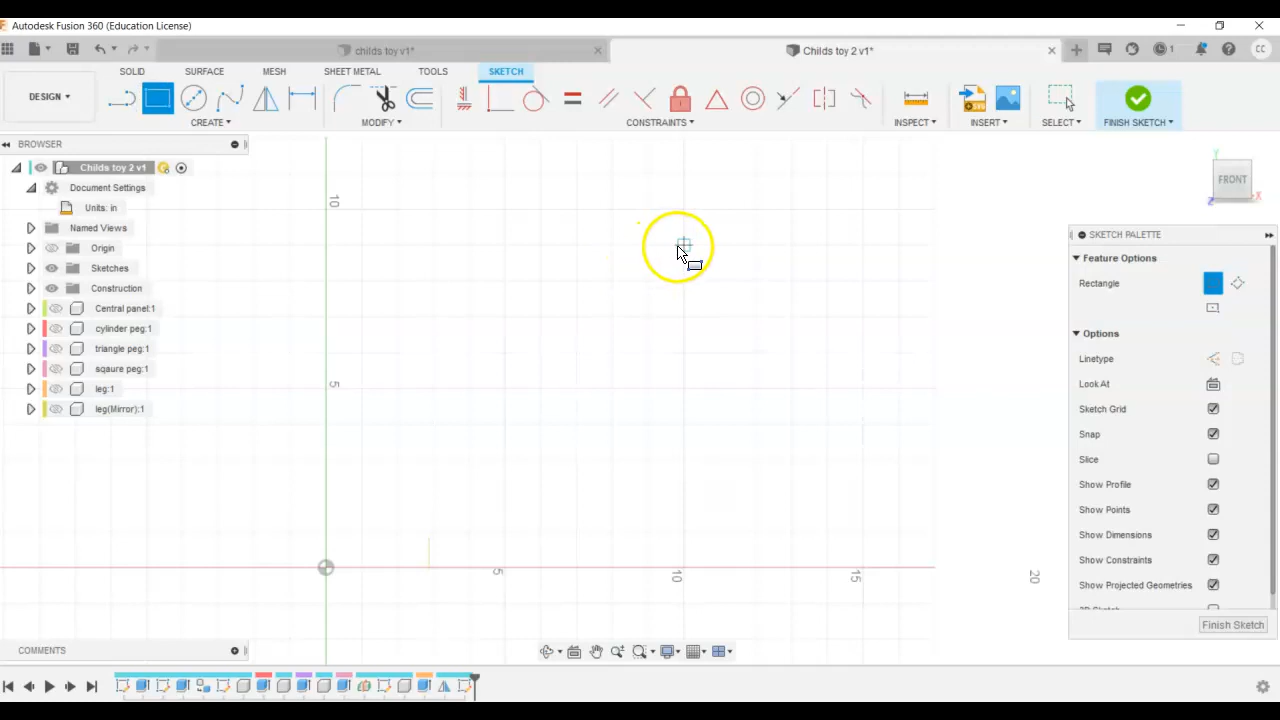 Autodesk Fusion 360 (Education License)
childs toy v1*
Childs toy 2 v1*
1
CC
DESIGN
SOLID SURFACE MESH SHEET METAL TOOLS SKETCH
CREATE MODIFY CONSTRAINTS INSPECT INSERT SELECT FINISH SKETCH
BROWSER
Childs toy 2 v1
Document Settings
Units: in
Named Views
Origin
Sketches
Construction
Central panel:1
cylinder peg:1
triangle peg:1
sqaure peg:1
leg:1
leg(Mirror):1
10
5
5
10
15
20
Y
FRONT
Z
X
SKETCH PALETTE
Feature Options
Rectangle
Options
Linetype
Look At
Sketch Grid
Snap
Slice
Show Profile
Show Points
Show Dimensions
Show Constraints
Show Projected Geometries
3D Sketch
Finish Sketch
COMMENTS